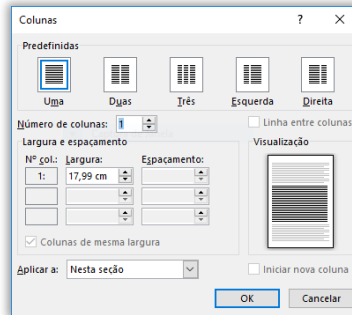 Colunas ? ×
Predefinidas
Uma Duas Três Esquerda Direita
Número de colunas: 1
Linha entre colunas
Largura e espaçamento
Visualização
Nº col.: Largura: Espaçamento:
1: 17,99 cm
Colunas de mesma largura
Aplicar a: Nesta seção
Iniciar nova coluna
OK Cancelar